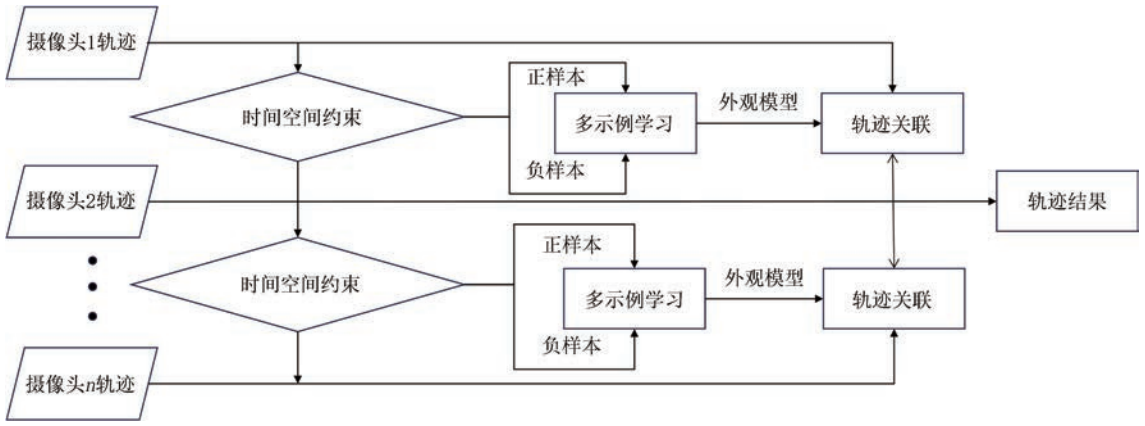 摄像头1轨迹
正样本
时间空间约束
多示例学习
外观模型
轨迹关联
负样本
摄像头2轨迹
轨迹结果
正样本
时间空间约束
多示例学习
外观模型
轨迹关联
负样本
摄像头n轨迹